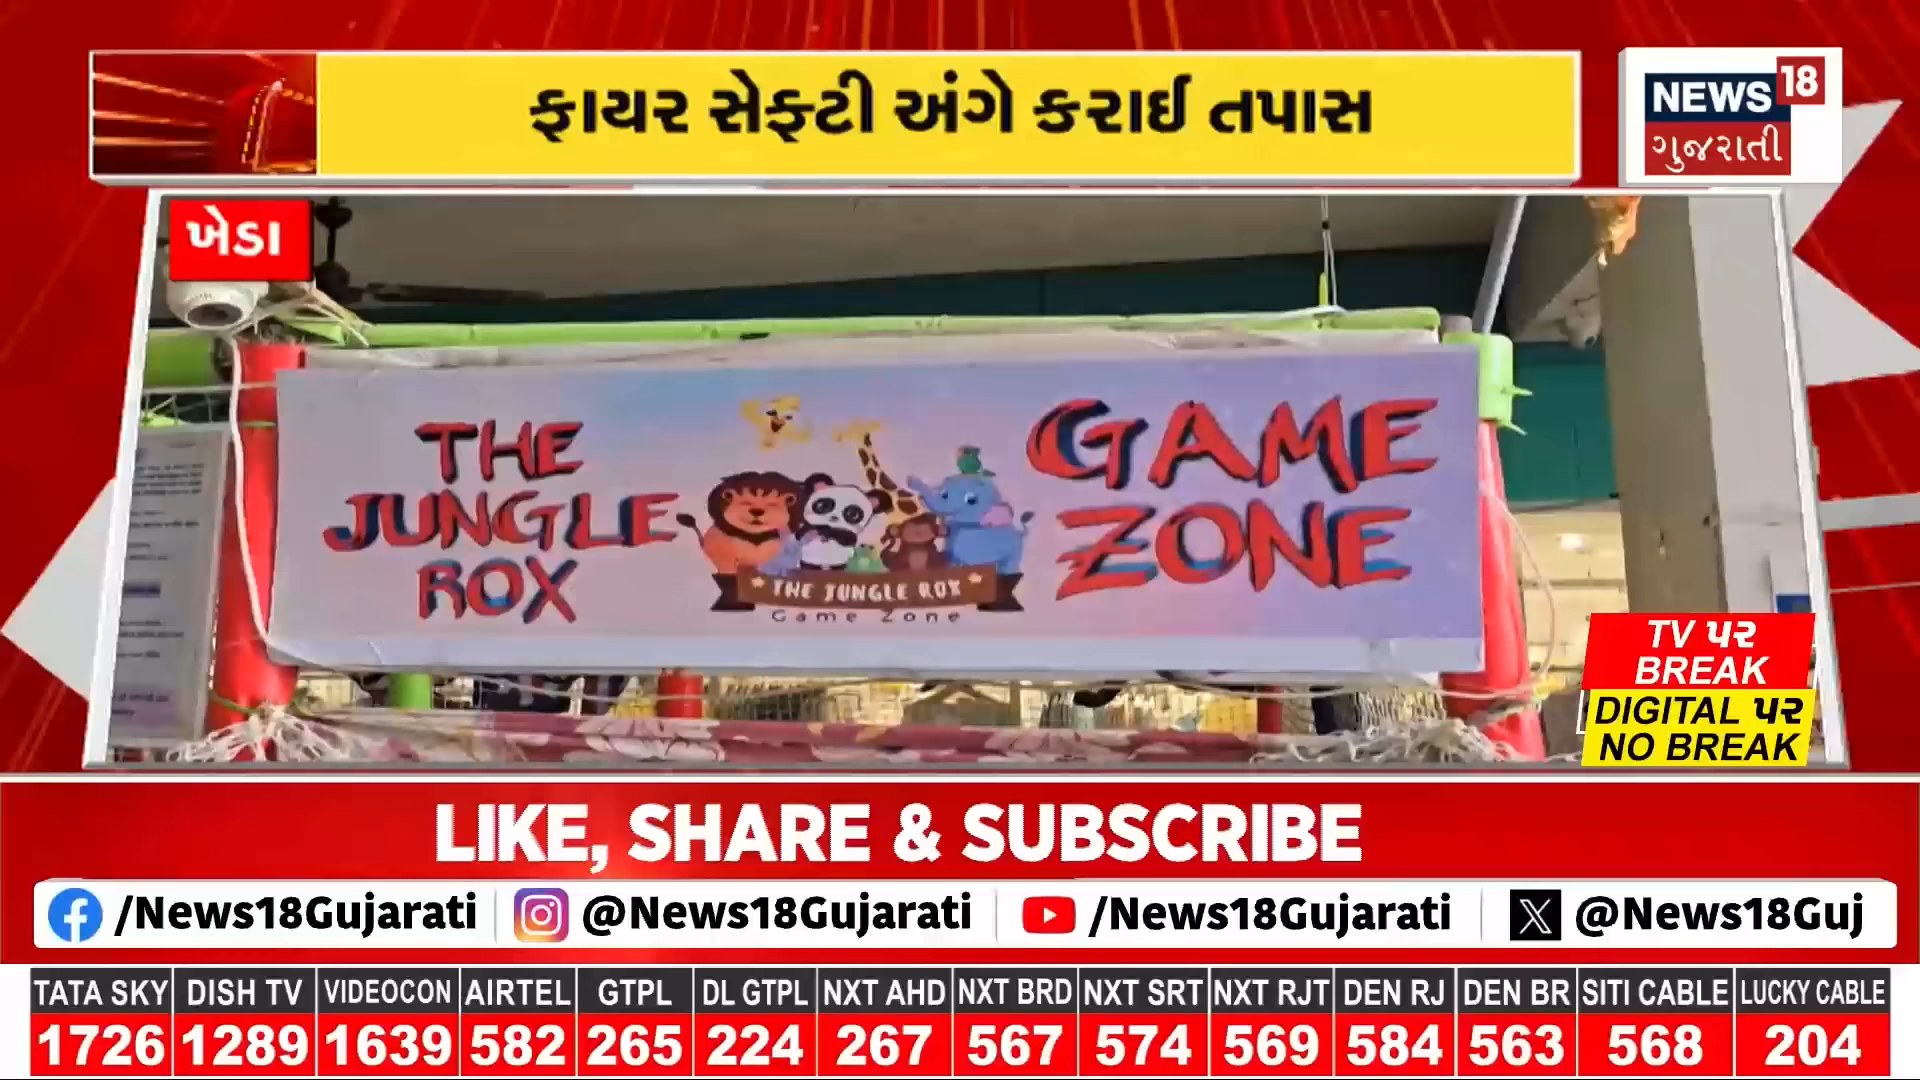 ફાયર સેફ્ટી અંગે કરાઈ તપાસ
NEWS 18
ગુજરાતી
ખેડા
THE
JUNGLE
ROX
GAME
ZONE
THE JUNGLE ROX
Game Zone
TV પર
BREAK
DIGITAL પર
NO BREAK
LIKE, SHARE & SUBSCRIBE
/News18Gujarati @News18Gujarati /News18Gujarati @News18Guj
TATA SKY DISH TV VIDEOCON AIRTEL GTPL DL GTPL NXT AHD NXT BRD NXT SRT NXT RJT DEN RJ DEN BR SITI CABLE LUCKY CABLE
1726 1289 1639 582 265 224 267 567 574 569 584 563 568 204